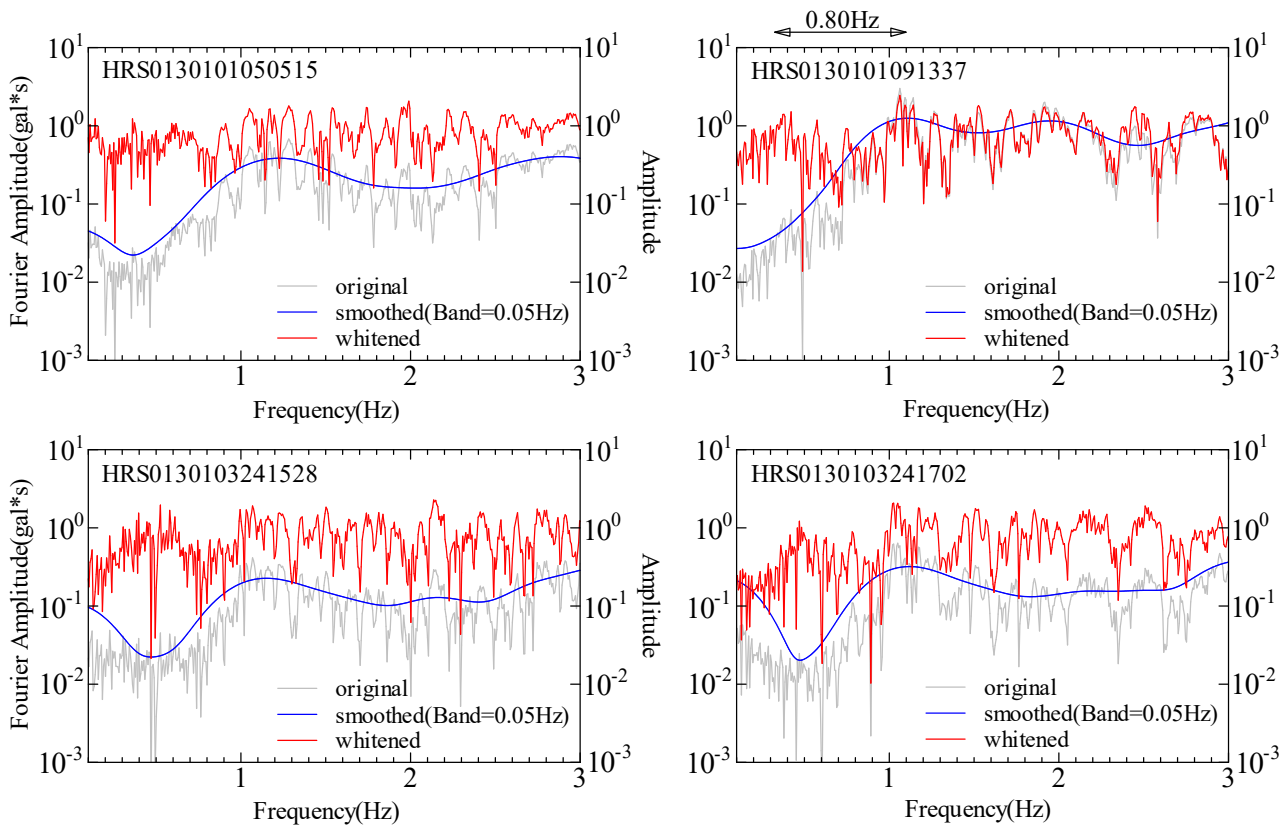 0.80Hz
10^1
10^1
10^1
10^1
HRS0130101050515
HRS0130101091337
10^0
10^0
10^0
10^0
Fourier Amplitude(gal*s)
Amplitude
10^-1
10^-1
10^-1
10^-1
10^-2
10^-2
10^-2
10^-2
original
smoothed(Band=0.05Hz)
whitened
original
smoothed(Band=0.05Hz)
whitened
10^-3
10^-3
10^-3
10^-3
1 2 3
1 2 3
Frequency(Hz)
Frequency(Hz)
10^1
10^1
10^1
10^1
HRS0130103241528
HRS0130103241702
10^0
10^0
10^0
10^0
Fourier Amplitude(gal*s)
Amplitude
10^-1
10^-1
10^-1
10^-1
10^-2
10^-2
10^-2
10^-2
original
smoothed(Band=0.05Hz)
whitened
original
smoothed(Band=0.05Hz)
whitened
10^-3
10^-3
10^-3
10^-3
1 2 3
1 2 3
Frequency(Hz)
Frequency(Hz)